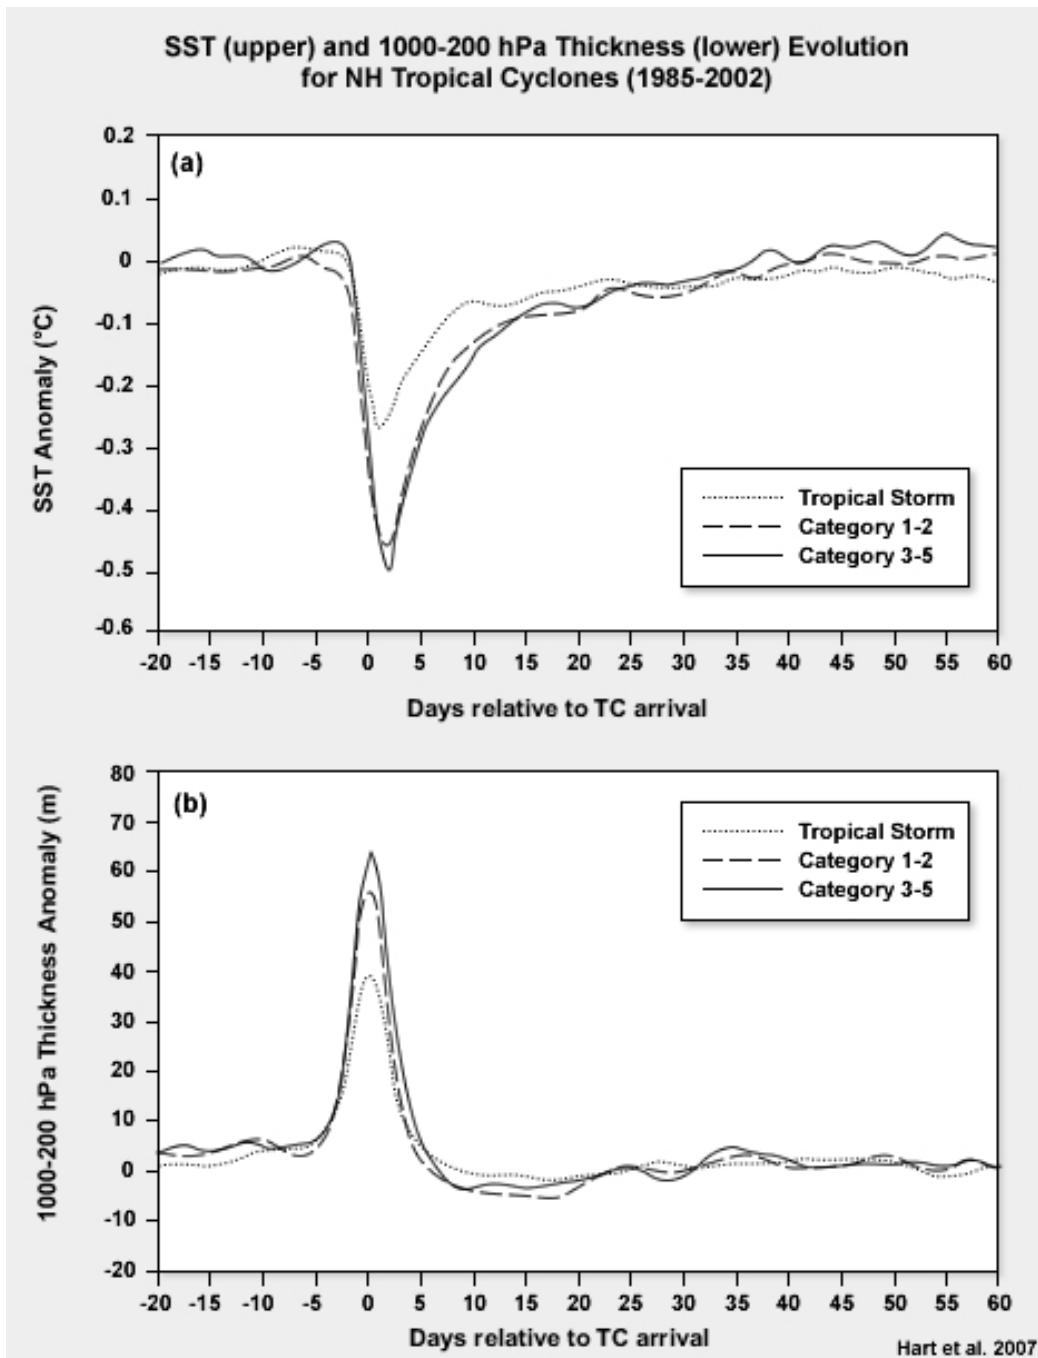 SST (upper) and 1000-200 hPa Thickness (lower) Evolution
for NH Tropical Cyclones (1985-2002)
(a)
SST Anomaly (°C)
0.2
0.1
0
-0.1
-0.2
-0.3
-0.4
-0.5
-0.6
Tropical Storm
Category 1-2
Category 3-5
-20 -15 -10 -5 0 5 10 15 20 25 30 35 40 45 50 55 60
Days relative to TC arrival
(b)
1000-200 hPa Thickness Anomaly (m)
80
70
60
50
40
30
20
10
0
-10
-20
Tropical Storm
Category 1-2
Category 3-5
-20 -15 -10 -5 0 5 10 15 20 25 30 35 40 45 50 55 60
Days relative to TC arrival
Hart et al. 2007